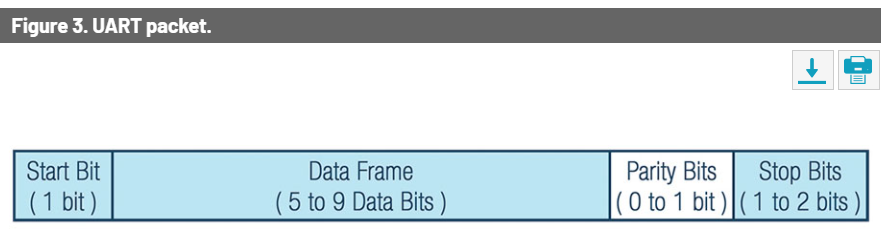 Figure 3. UART packet.
Start Bit
( 1 bit )
Data Frame
( 5 to 9 Data Bits )
Parity Bits
( 0 to 1 bit )
Stop Bits
( 1 to 2 bits )